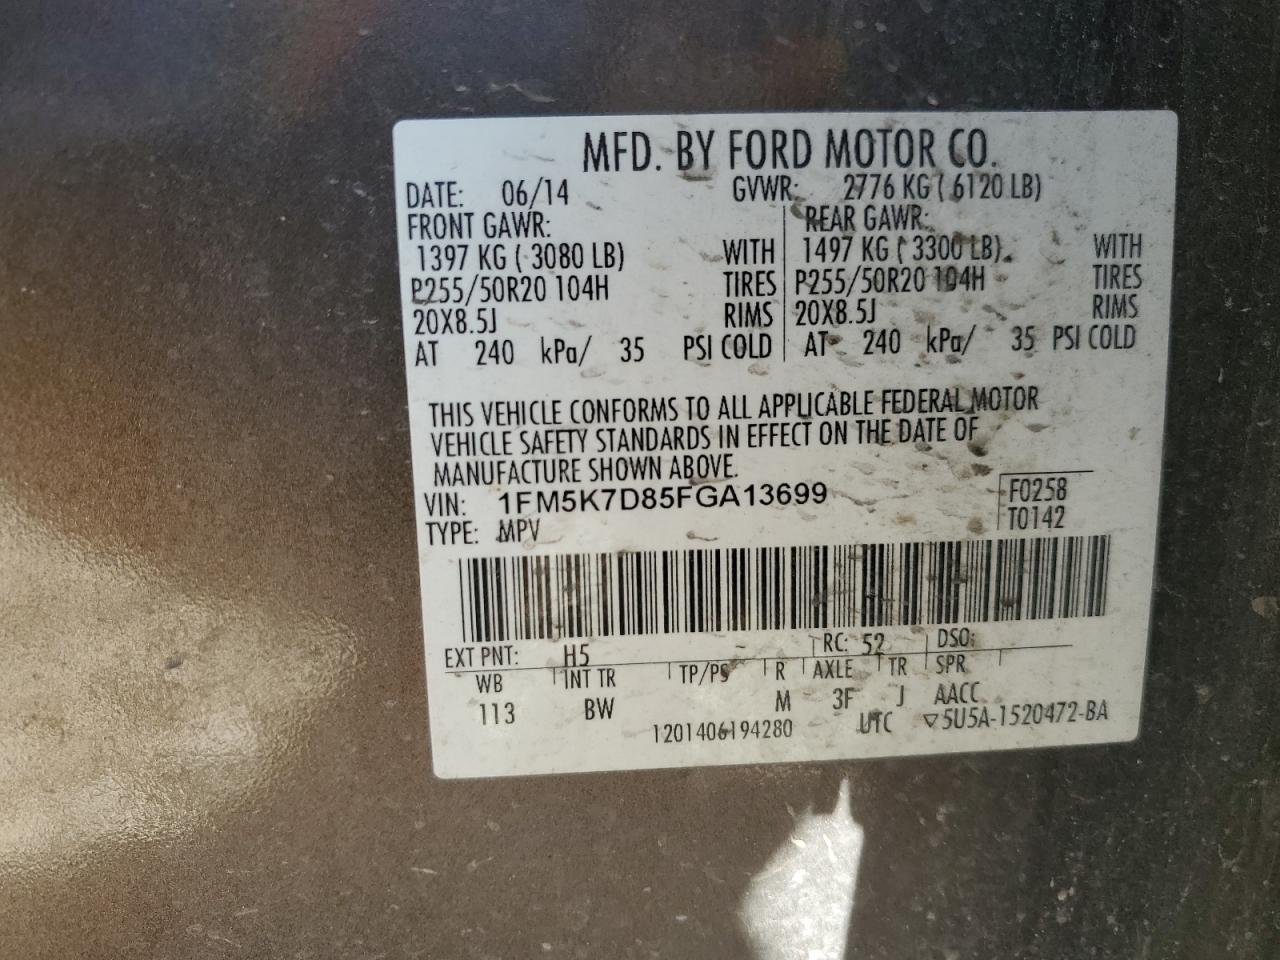 MFD. BY FORD MOTOR CO.
DATE: 06/14 GVWR: 2776 KG ( 6120 LB)
FRONT GAWR: REAR GAWR:
1397 KG ( 3080 LB) WITH 1497 KG ( 3300 LB) WITH
P255/50R20 104H TIRES P255/50R20 104H TIRES
20X8.5J RIMS 20X8.5J RIMS
AT 240 kPa/ 35 PSI COLD AT 240 kPa/ 35 PSI COLD
THIS VEHICLE CONFORMS TO ALL APPLICABLE FEDERAL MOTOR
VEHICLE SAFETY STANDARDS IN EFFECT ON THE DATE OF
MANUFACTURE SHOWN ABOVE.
VIN: 1FM5K7D85FGA13699 F0258
TYPE: MPV T0142
EXT PNT: H5 RC: 52 DSO:
WB INT TR TP/PS R AXLE TR SPR
113 BW M 3F J AACC
1201406194280 UTC ▽5U5A-1520472-BA